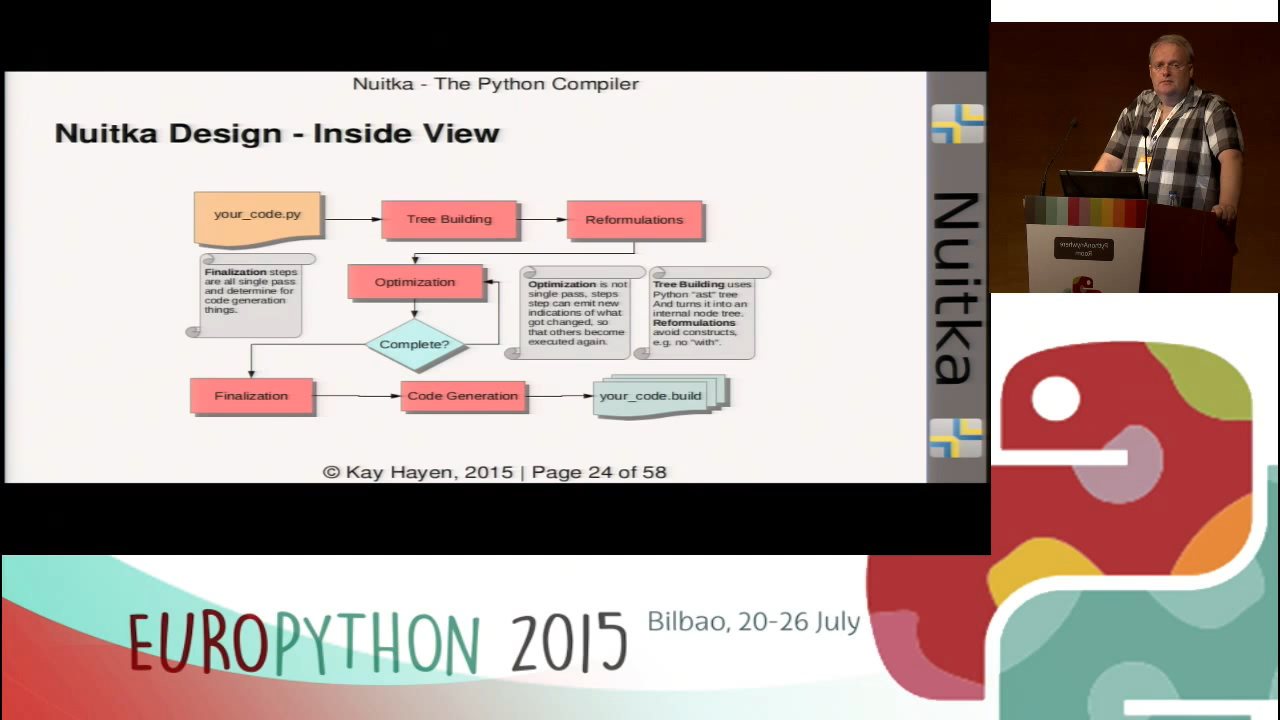 Nuitka - The Python Compiler
Nuitka Design - Inside View
your_code.py
Tree Building
Reformulations
Finalization steps
are all single pass
and determine for
code generation
things.
Optimization
Optimization is not
single pass, steps
step can emit new
indications of what
got changed, so
that others become
executed again.
Tree Building uses
Python "ast" tree
And turns it into an
internal node tree.
Reformulations
avoid constructs,
e.g. no "with".
Complete?
Finalization
Code Generation
your_code.build
© Kay Hayen, 2015 | Page 24 of 58
Nuitka
PythonAnywhere
Room
EUROPYTHON 2015
Bilbao, 20-26 July